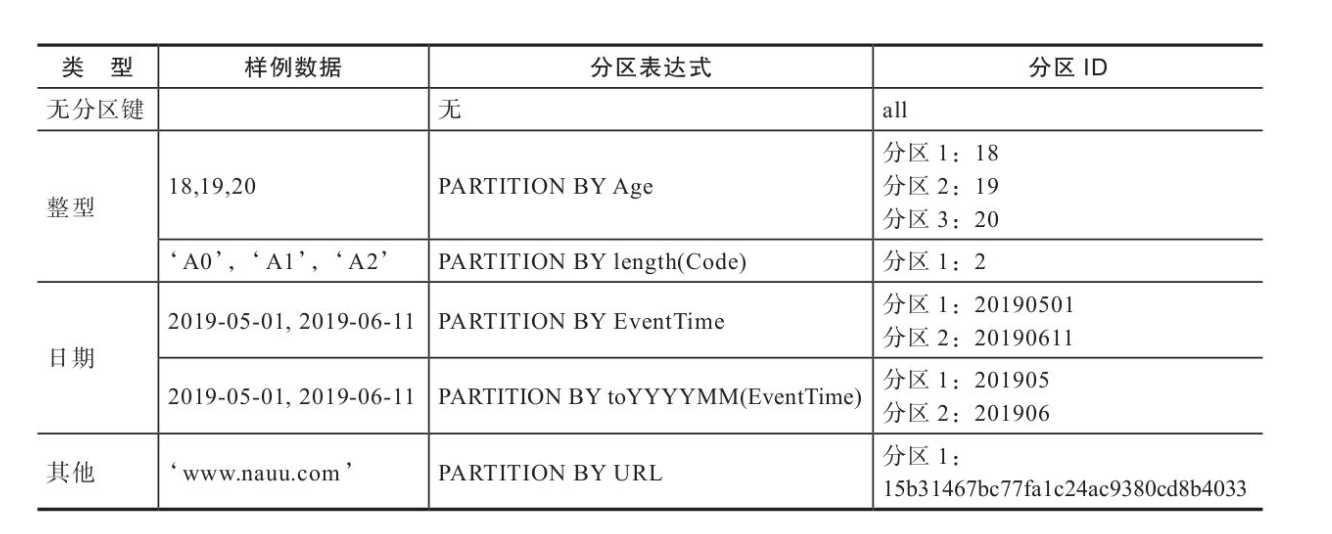 类 型 样例数据 分区表达式 分区 ID
无分区键 无 all
整型
18,19,20 PARTITION BY Age
分区 1：18
分区 2：19
分区 3：20
‘A0’，‘A1’，‘A2’ PARTITION BY length(Code) 分区 1：2
日期
2019-05-01, 2019-06-11 PARTITION BY EventTime
分区 1：20190501
分区 2：20190611
2019-05-01, 2019-06-11 PARTITION BY toYYYYMM(EventTime)
分区 1：201905
分区 2：201906
其他 ‘www.nauu.com’ PARTITION BY URL
分区 1：
15b31467bc77fa1c24ac9380cd8b4033